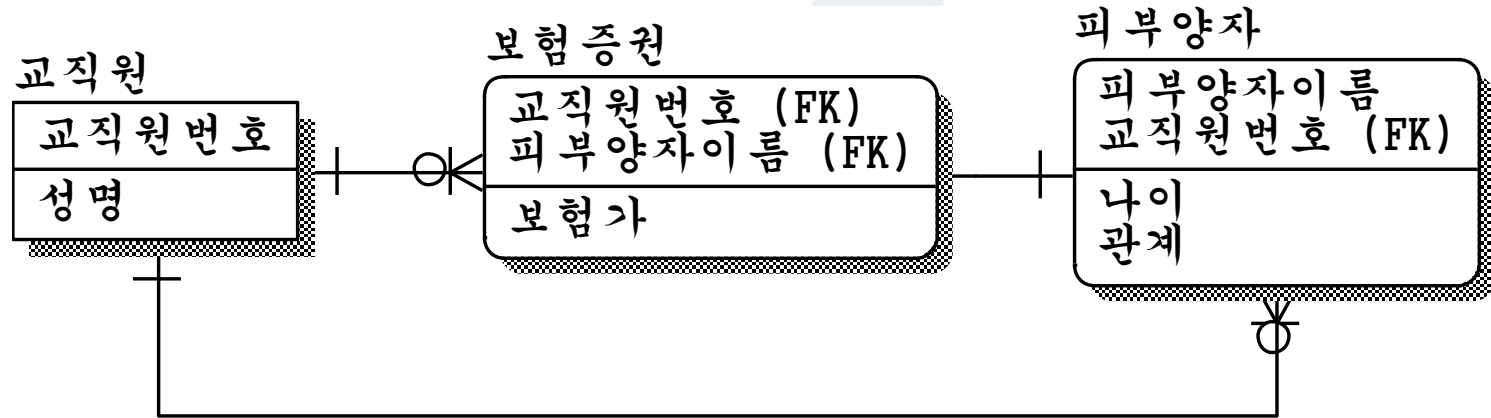 교직원
교직원번호
성명
보험증권
교직원번호 (FK)
피부양자이름 (FK)
보험가
피부양자
피부양자이름
교직원번호 (FK)
나이
관계